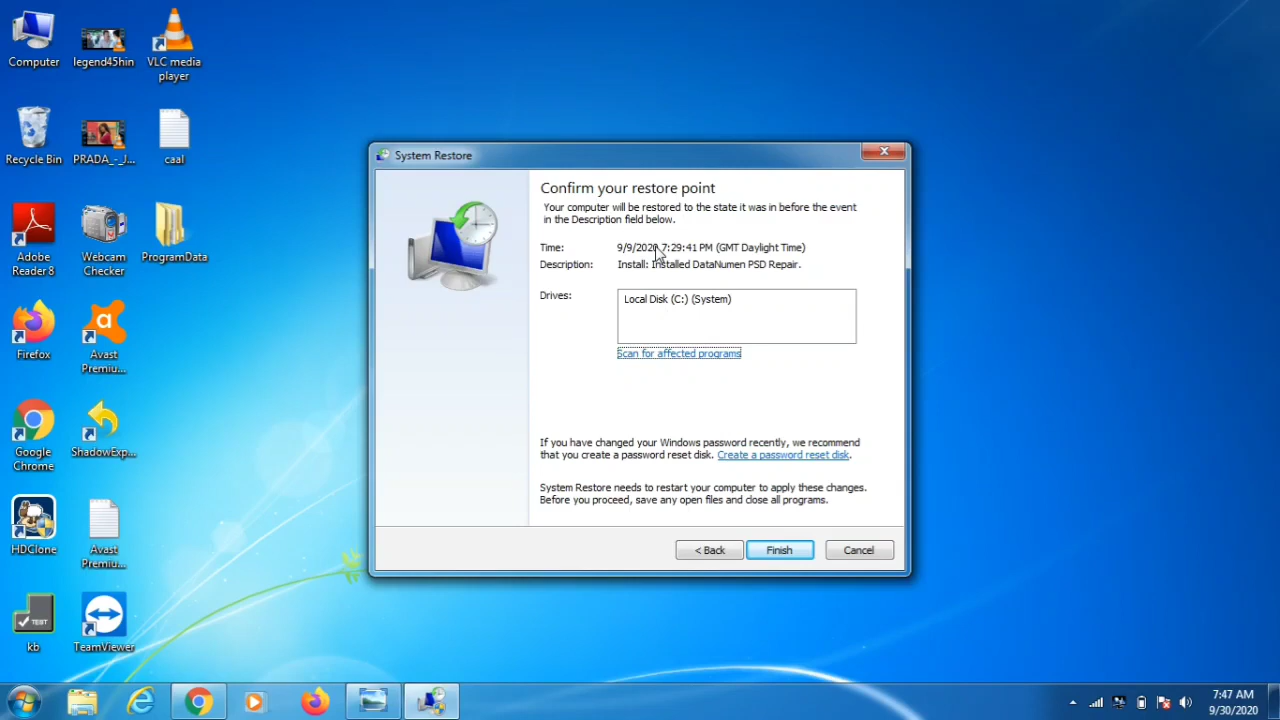 Computer
legend45hin
VLC media
player
Recycle Bin
PRADA_-_J...
caal
Adobe
Reader 8
Webcam
Checker
ProgramData
Firefox
Avast
Premiu...
Google
Chrome
ShadowExp...
HDClone
Avast
Premiu...
TEST
kb
TeamViewer
System Restore
Confirm your restore point
Your computer will be restored to the state it was in before the event
in the Description field below.
Time: 9/9/2020 7:29:41 PM (GMT Daylight Time)
Description: Install: Installed DataNumen PSD Repair.
Drives: Local Disk (C:) (System)
Scan for affected programs
If you have changed your Windows password recently, we recommend
that you create a password reset disk. Create a password reset disk.
System Restore needs to restart your computer to apply these changes.
Before you proceed, save any open files and close all programs.
< Back Finish Cancel
7:47 AM
9/30/2020